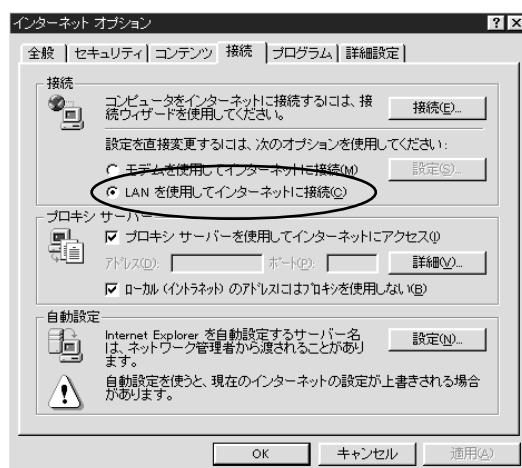 インターネット オプション
全般 セキュリティ コンテンツ 接続 プログラム 詳細設定
接続
コンピュータをインターネットに接続するには、接
続ウィザードを使用してください。
接続(E)...
設定を直接変更するには、次のオプションを使用してください:
モデムを使用してインターネットに接続(M)
設定(S)...
LAN を使用してインターネットに接続(C)
プロキシ サーバー
プロキシ サーバーを使用してインターネットにアクセス(I)
アドレス(D):
ポート(P):
詳細(V)...
ローカル (イントラネット) のアドレスにはプロキシを使用しない(B)
自動設定
Internet Explorer を自動設定するサーバー名
は、ネットワーク管理者から渡されることがあり
ます。
設定(N)...
自動設定を使うと、現在のインターネットの設定が上書きされる場合
があります。
OK
キャンセル
適用(A)